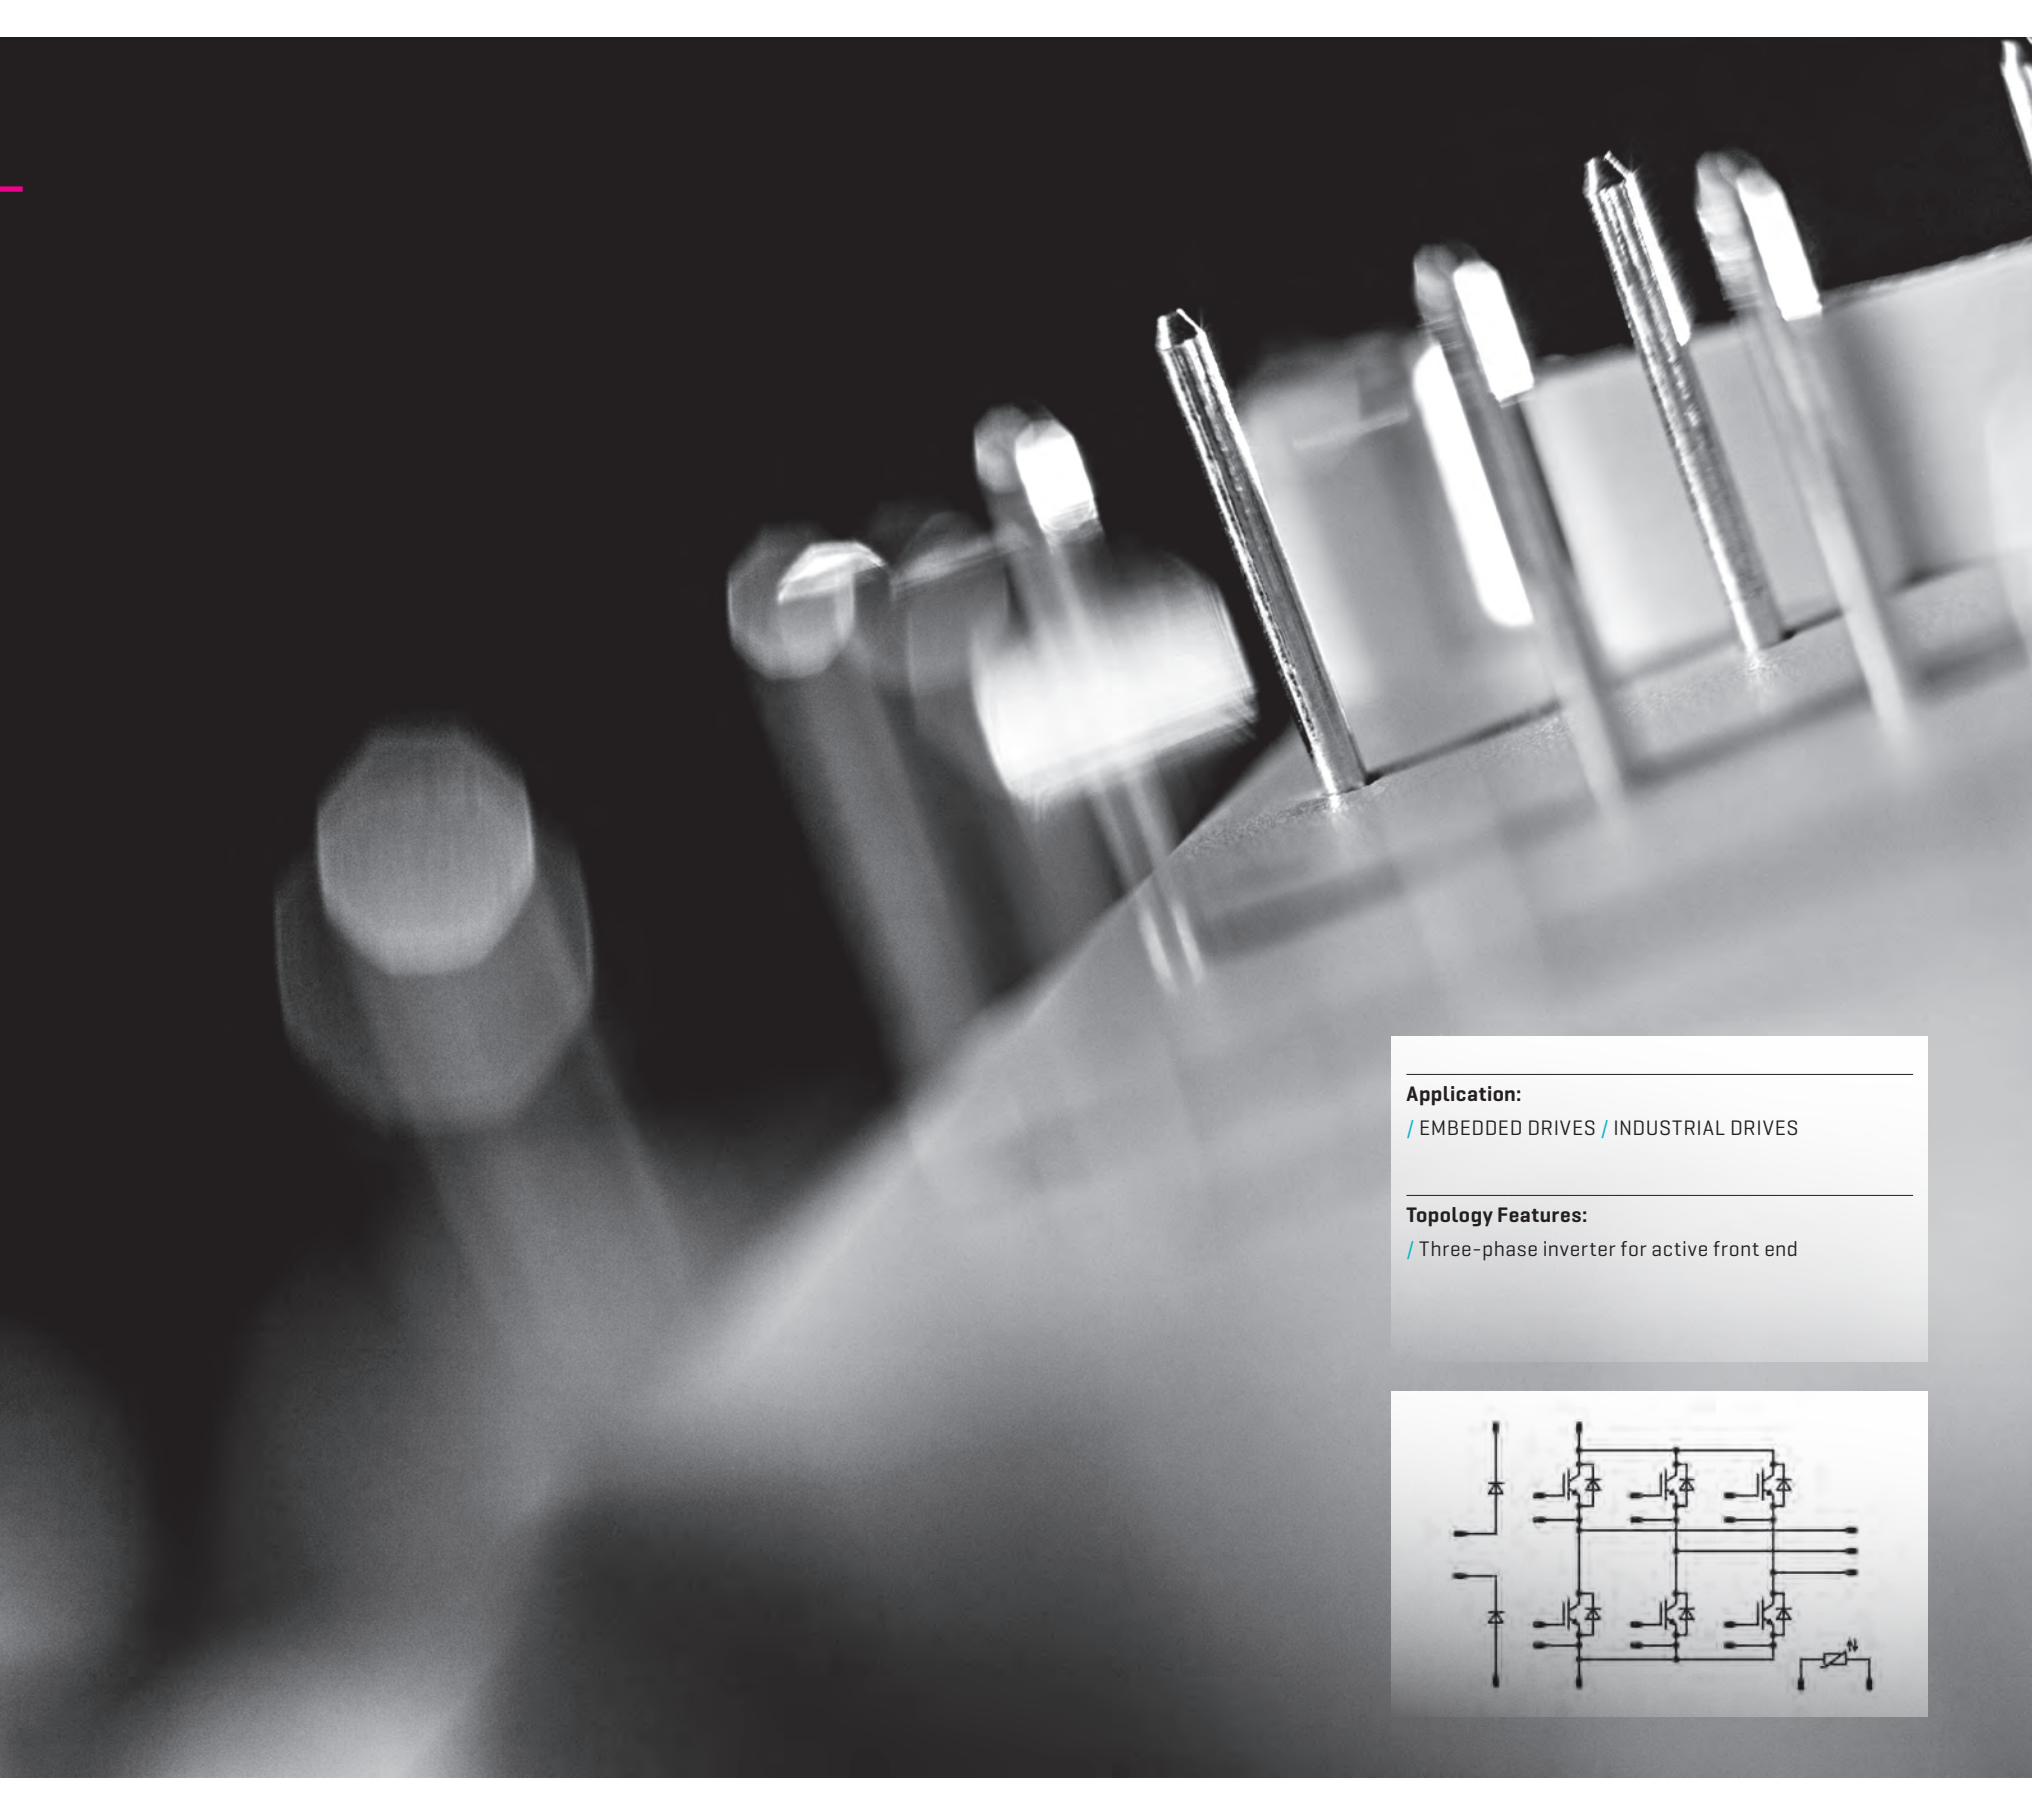 Application:
/ EMBEDDED DRIVES / INDUSTRIAL DRIVES
Topology Features:
/ Three-phase inverter for active front end